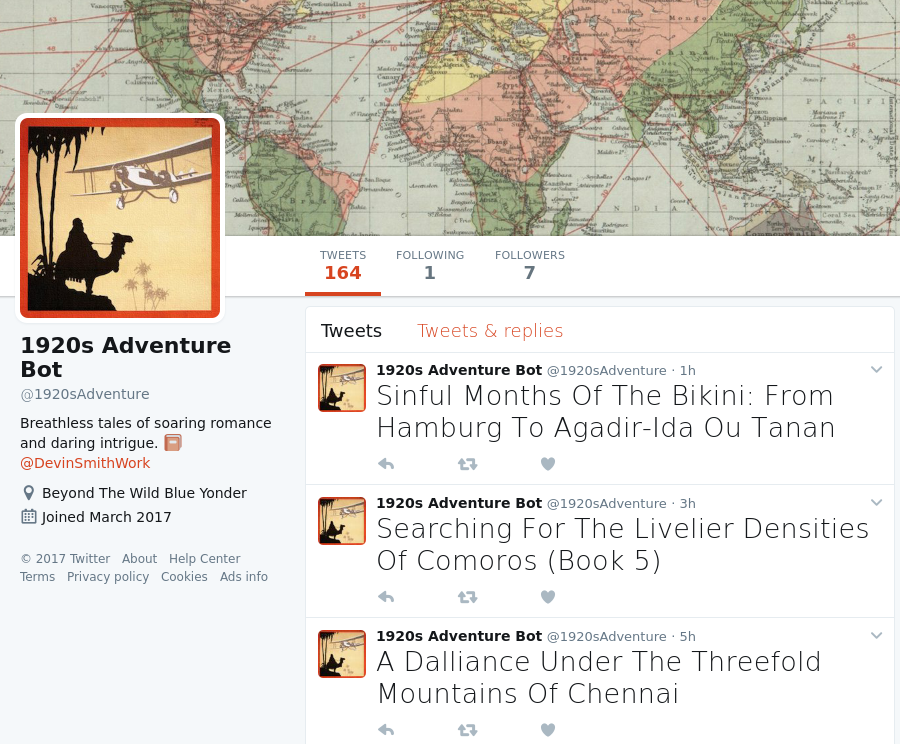 TWEETS
164
FOLLOWING
1
FOLLOWERS
7
1920s Adventure
Bot
@1920sAdventure
Breathless tales of soaring romance
and daring intrigue.
@DevinSmithWork
Beyond The Wild Blue Yonder
Joined March 2017
© 2017 Twitter About Help Center
Terms Privacy policy Cookies Ads info
Tweets Tweets & replies
1920s Adventure Bot @1920sAdventure · 1h
Sinful Months Of The Bikini: From
Hamburg To Agadir-Ida Ou Tanan
1920s Adventure Bot @1920sAdventure · 3h
Searching For The Livelier Densities
Of Comoros (Book 5)
1920s Adventure Bot @1920sAdventure · 5h
A Dalliance Under The Threefold
Mountains Of Chennai